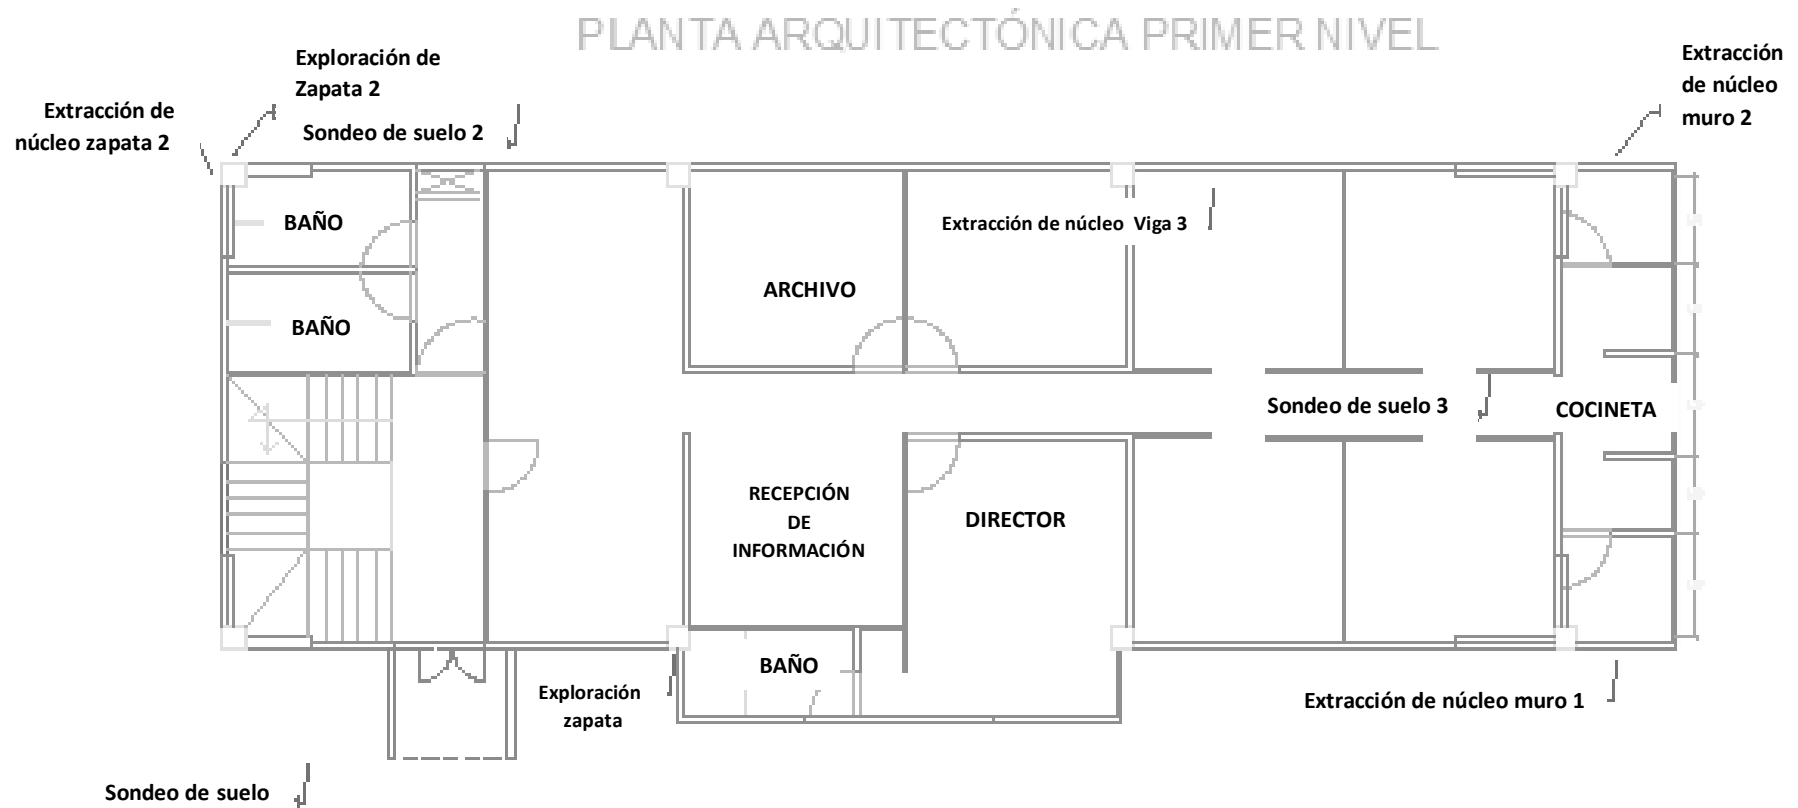 PLANTA ARQUITECTÓNICA PRIMER NIVEL
Exploración de
Zapata 2
Extracción
de núcleo
muro 2
Extracción de
núcleo zapata 2
Sondeo de suelo 2
BAÑO
Extracción de núcleo Viga 3
ARCHIVO
BAÑO
Sondeo de suelo 3
COCINETA
RECEPCIÓN
DE
INFORMACIÓN
DIRECTOR
BAÑO
Exploración
zapata
Extracción de núcleo muro 1
Sondeo de suelo